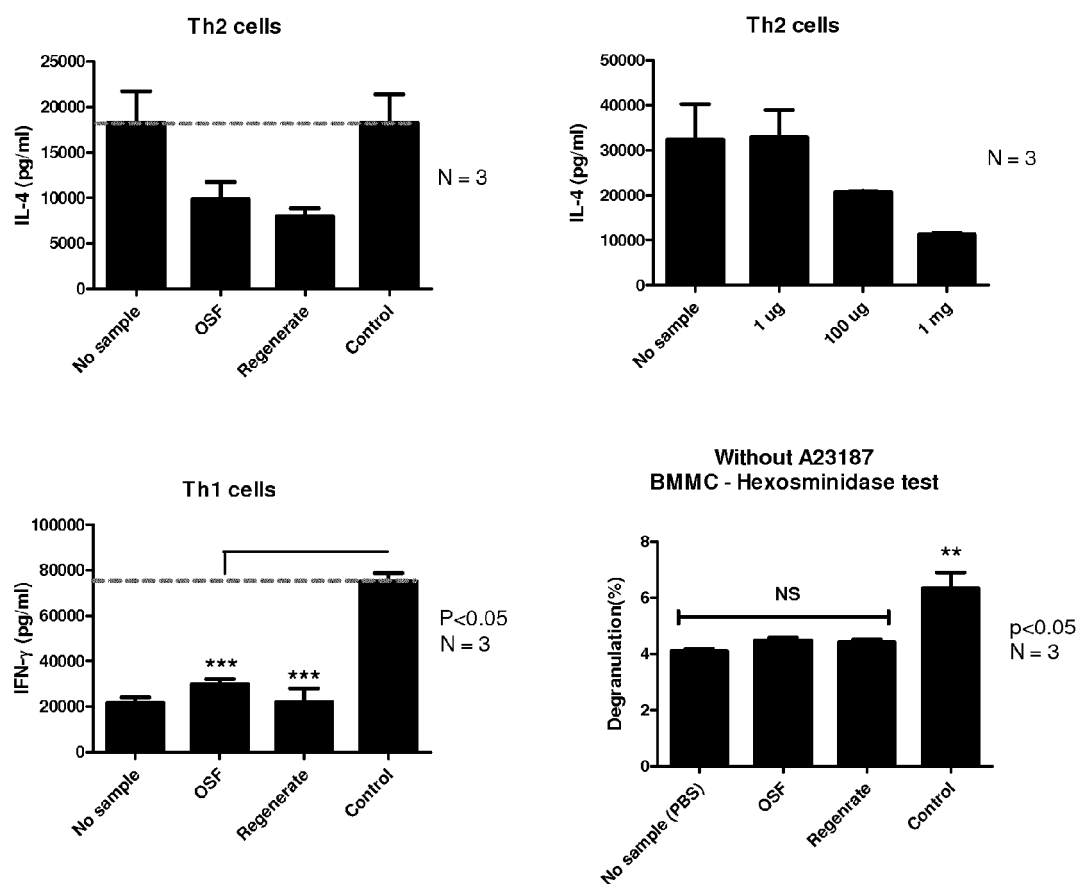 Th2 cells
25000
20000
15000
10000
5000
0
IL-4 (pg/ml)
No sample
OSF
Regenerate
Control
N = 3
Th2 cells
50000
40000
30000
20000
10000
0
IL-4 (pg/ml)
No sample
1 ug
100 ug
1 mg
N = 3
Th1 cells
100000
80000
60000
40000
20000
0
IFN-γ (pg/ml)
***
***
No sample
OSF
Regenerate
Control
P<0.05
N = 3
Without A23187
BMMC - Hexosminidase test
8
6
4
2
0
Degranulation(%)
NS
**
No sample (PBS)
OSF
Regenrate
Control
p<0.05
N = 3